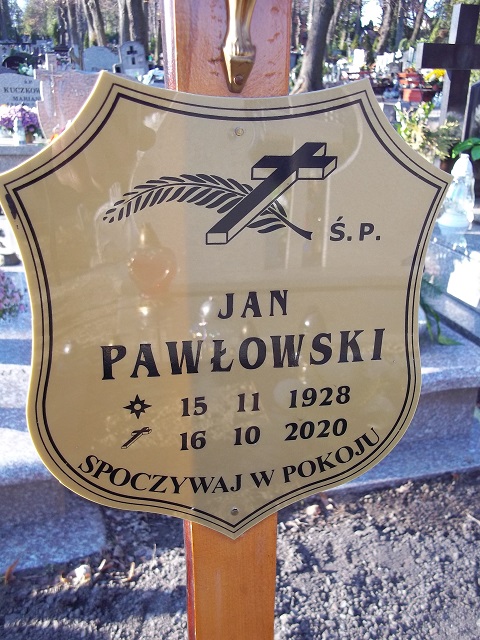 Ś.P.
JAN
PAWŁOWSKI
15 11 1928
16 10 2020
SPOCZYWAJ W POKOJU